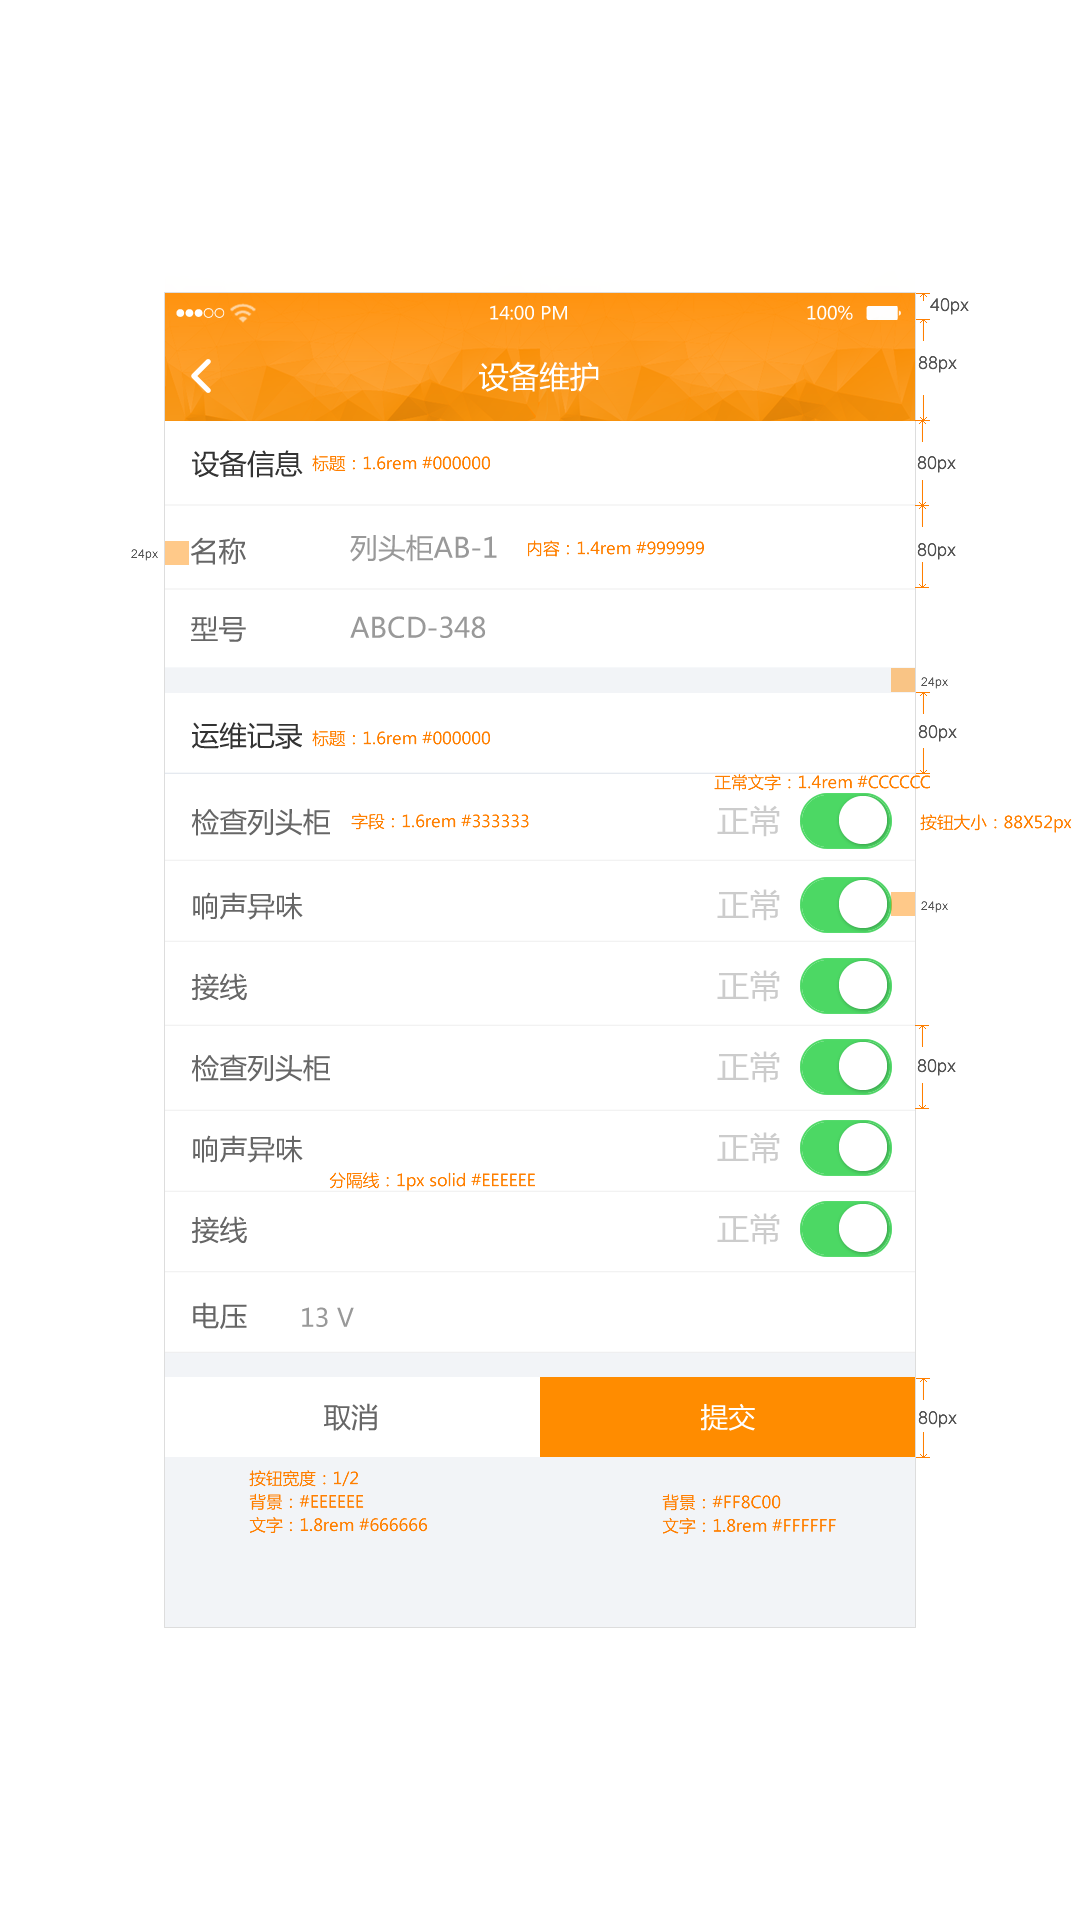 14:00 PM 100% 40px
设备维护 88px
设备信息 标题：1.6rem #000000 80px
24px 名称 列头柜AB-1 内容：1.4rem #999999 80px
型号 ABCD-348
24px
运维记录 标题：1.6rem #000000 80px
正常文字：1.4rem #CCCCCC
检查列头柜 字段：1.6rem #333333 正常 按钮大小：88X52px
响声异味 正常 24px
接线 正常
检查列头柜 正常 80px
响声异味 正常
分隔线：1px solid #EEEEEE
接线 正常
电压 13 V
取消 提交 80px
按钮宽度：1/2
背景：#EEEEEE 背景：#FF8C00
文字：1.8rem #666666 文字：1.8rem #FFFFFF